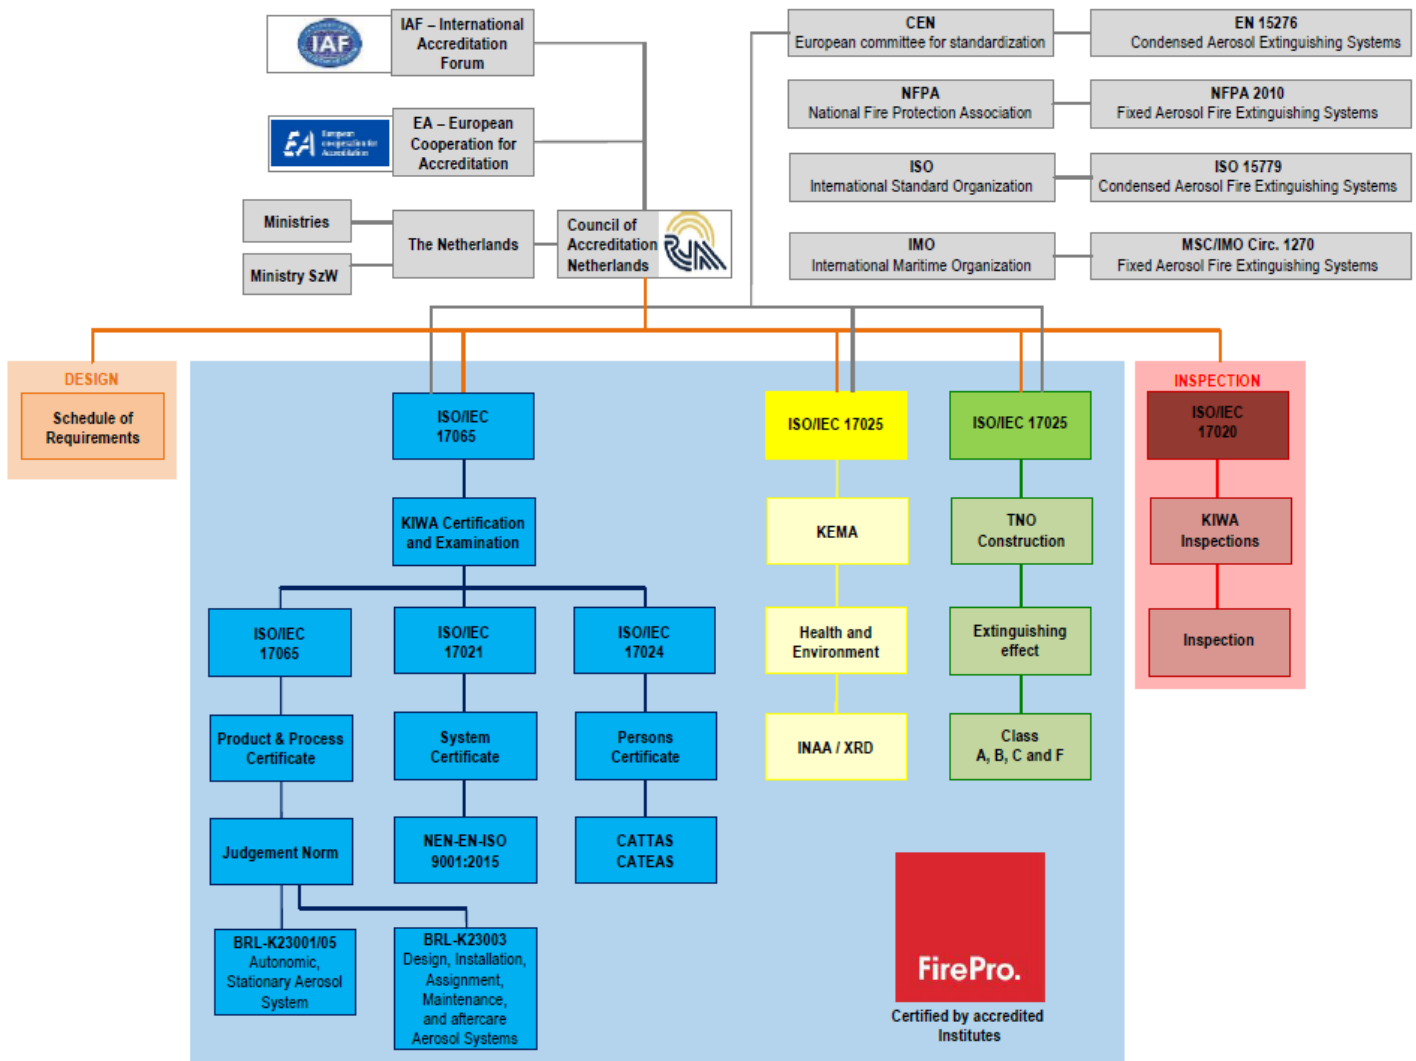 IAF
IAF – International
Accreditation
Forum
EA
European
co-operation for
Accreditation
EA – European
Cooperation for
Accreditation
Ministries
Ministry SzW
The Netherlands
Council of
Accreditation
Netherlands
RvA
CEN
European committee for standardization
EN 15276
Condensed Aerosol Extinguishing Systems
NFPA
National Fire Protection Association
NFPA 2010
Fixed Aerosol Fire Extinguishing Systems
ISO
International Standard Organization
ISO 15779
Condensed Aerosol Fire Extinguishing Systems
IMO
International Maritime Organization
MSC/IMO Circ. 1270
Fixed Aerosol Fire Extinguishing Systems
DESIGN
Schedule of
Requirements
ISO/IEC
17065
KIWA Certification
and Examination
ISO/IEC
17065
Product & Process
Certificate
Judgement Norm
BRL-K23001/05
Autonomic,
Stationary Aerosol
System
BRL-K23003
Design, Installation,
Assignment,
Maintenance,
and aftercare
Aerosol Systems
ISO/IEC
17021
System
Certificate
NEN-EN-ISO
9001:2015
ISO/IEC
17024
Persons
Certificate
CATTAS
CATEAS
ISO/IEC 17025
KEMA
Health and
Environment
INAA / XRD
ISO/IEC 17025
TNO
Construction
Extinguishing
effect
Class
A, B, C and F
INSPECTION
ISO/IEC
17020
KIWA
Inspections
Inspection
FirePro.
Certified by accredited
Institutes